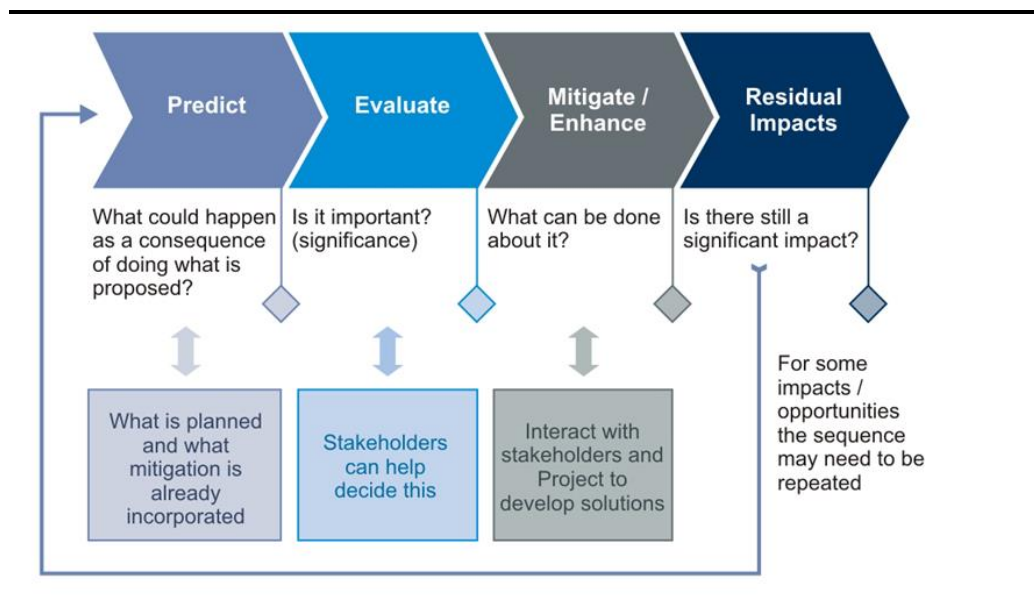 Predict
Evaluate
Mitigate /
Enhance
Residual
Impacts
What could happen
as a consequence
of doing what is
proposed?
Is it important?
(significance)
What can be done
about it?
Is there still a
significant impact?
What is planned
and what
mitigation is
already
incorporated
Stakeholders
can help
decide this
Interact with
stakeholders and
Project to
develop solutions
For some
impacts /
opportunities
the sequence
may need to be
repeated